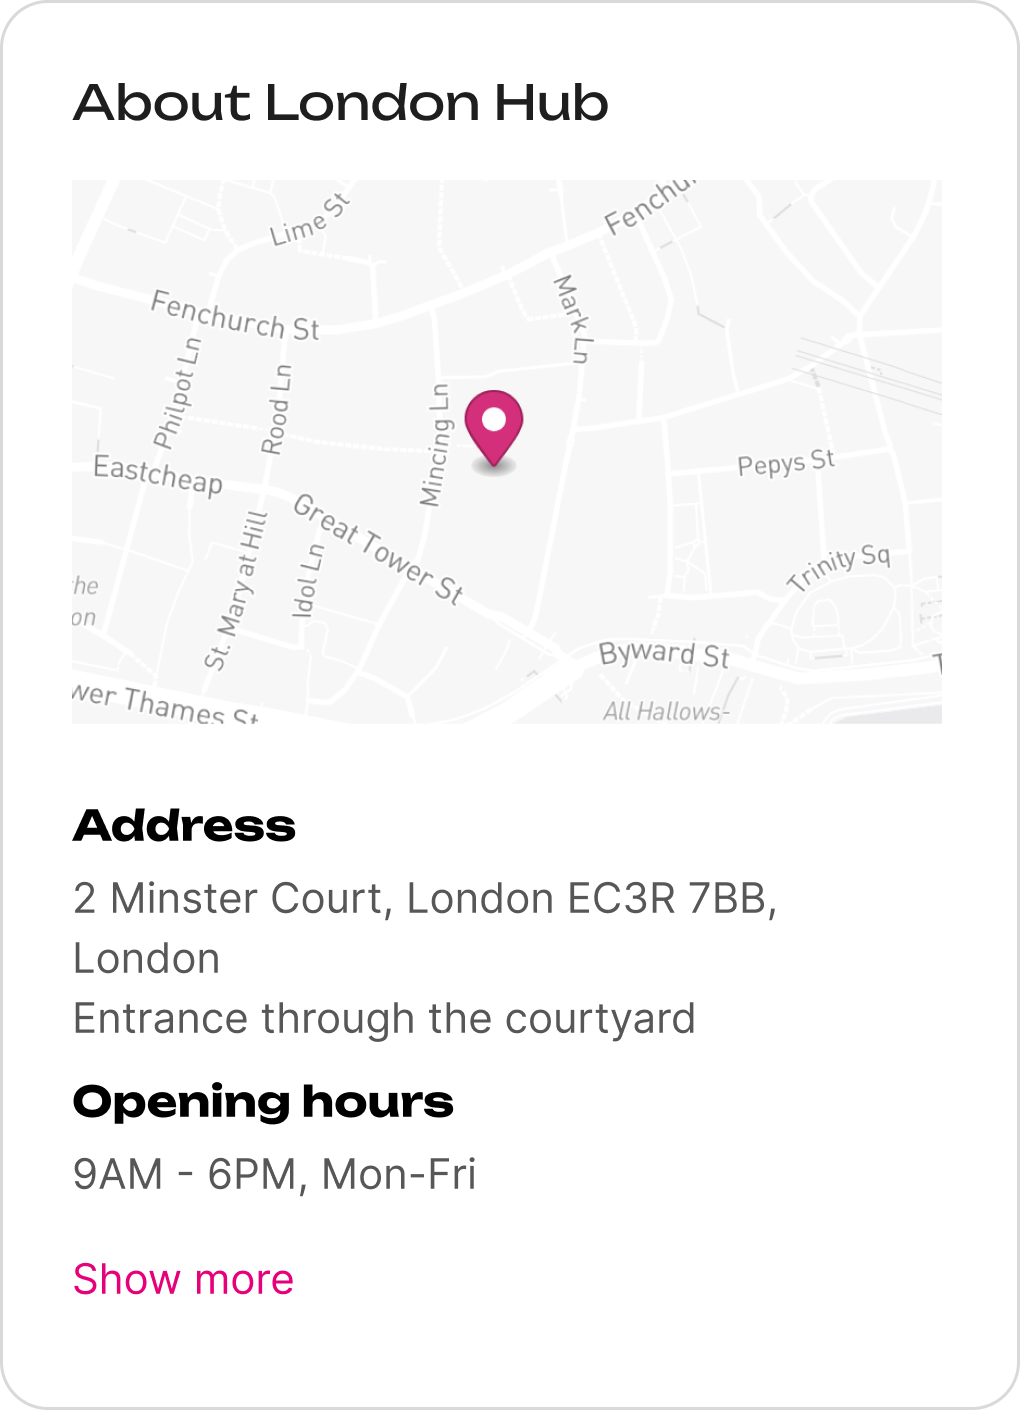 About London Hub
Lime St
Fenchur
Fenchurch St
Mark Ln
Philpot Ln
Rood Ln
Mincing Ln
Eastcheap
Pepys St
Great Tower St
St. Mary at Hill
Idol Ln
Trinity Sq
he
on
Byward St
T
wer Thames St
All Hallows-
Address
2 Minster Court, London EC3R 7BB,
London
Entrance through the courtyard
Opening hours
9AM - 6PM, Mon-Fri
Show more